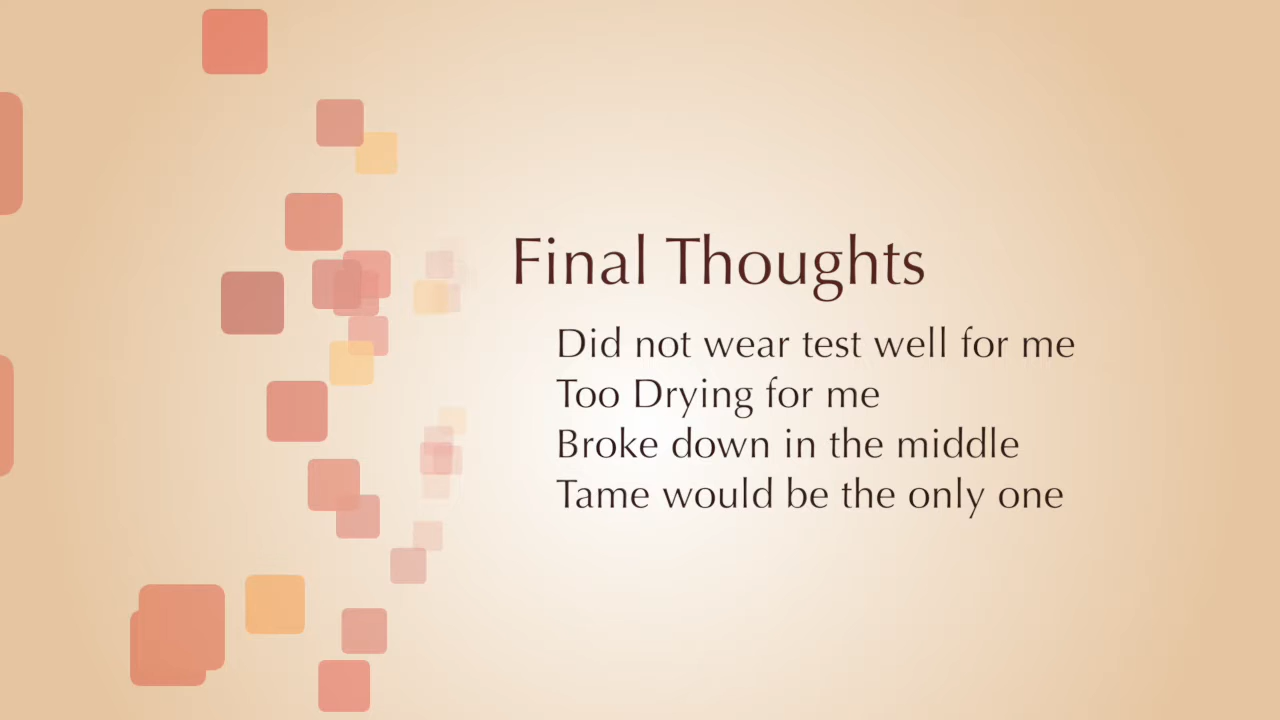 Final Thoughts
Did not wear test well for me
Too Drying for me
Broke down in the middle
Tame would be the only one